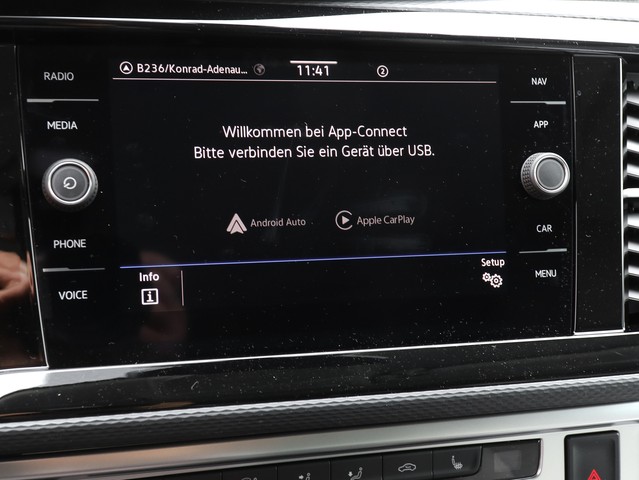 RADIO
MEDIA
PHONE
VOICE
B236/Konrad-Adenau...
11:41
2
Willkommen bei App-Connect
Bitte verbinden Sie ein Gerät über USB.
Android Auto
Apple CarPlay
Info
Setup
NAV
APP
CAR
MENU